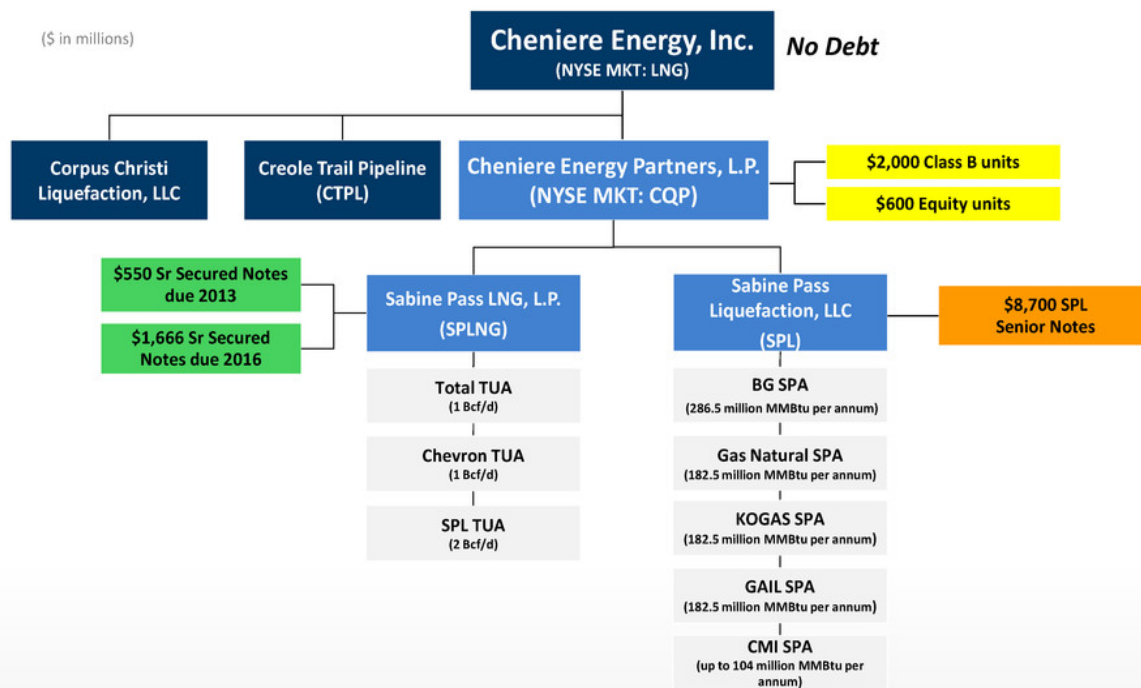 ($ in millions)
Cheniere Energy, Inc.
(NYSE MKT: LNG)
No Debt
Corpus Christi
Liquefaction, LLC
Creole Trail Pipeline
(CTPL)
Cheniere Energy Partners, L.P.
(NYSE MKT: CQP)
$2,000 Class B units
$600 Equity units
$550 Sr Secured Notes
due 2013
$1,666 Sr Secured
Notes due 2016
Sabine Pass LNG, L.P.
(SPLNG)
Sabine Pass
Liquefaction, LLC
(SPL)
$8,700 SPL
Senior Notes
Total TUA
(1 Bcf/d)
Chevron TUA
(1 Bcf/d)
SPL TUA
(2 Bcf/d)
BG SPA
(286.5 million MMBtu per annum)
Gas Natural SPA
(182.5 million MMBtu per annum)
KOGAS SPA
(182.5 million MMBtu per annum)
GAIL SPA
(182.5 million MMBtu per annum)
CMI SPA
(up to 104 million MMBtu per
annum)